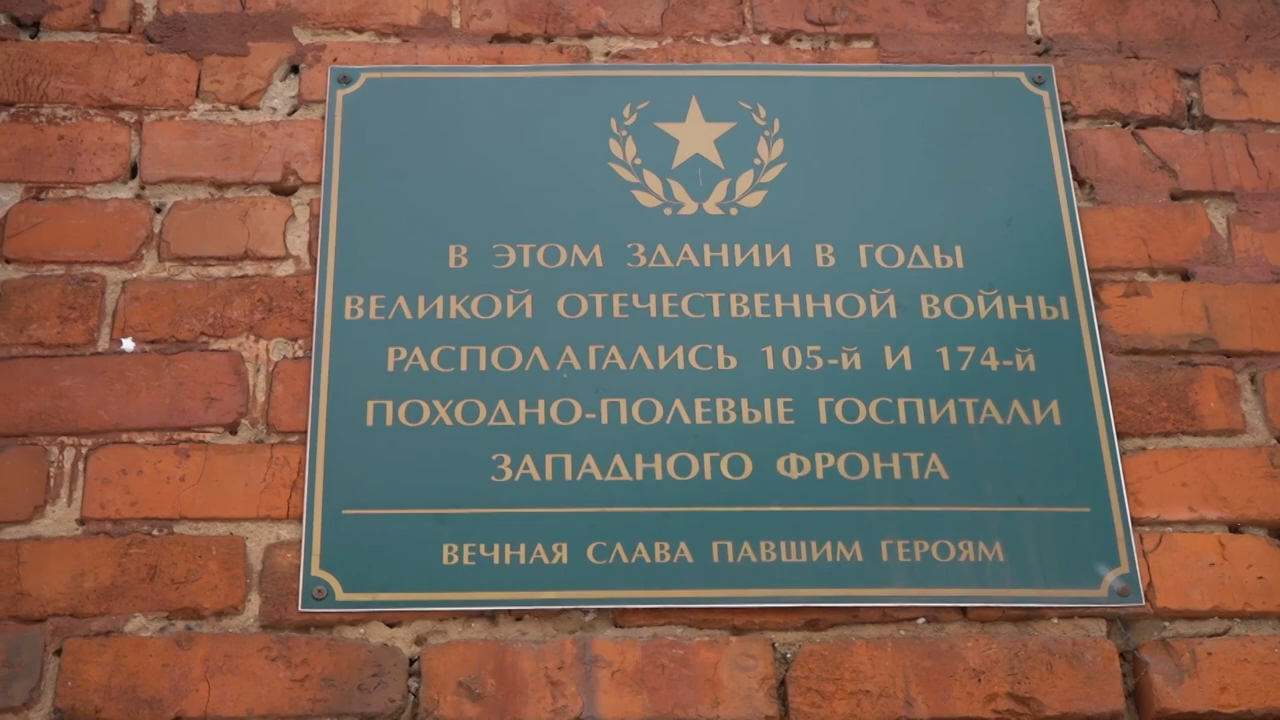 В ЭТОМ ЗДАНИИ В ГОДЫ
ВЕЛИКОЙ ОТЕЧЕСТВЕННОЙ ВОЙНЫ
РАСПОЛАГАЛИСЬ 105-й И 174-й
ПОХОДНО-ПОЛЕВЫЕ ГОСПИТАЛИ
ЗАПАДНОГО ФРОНТА
ВЕЧНАЯ СЛАВА ПАВШИМ ГЕРОЯМ